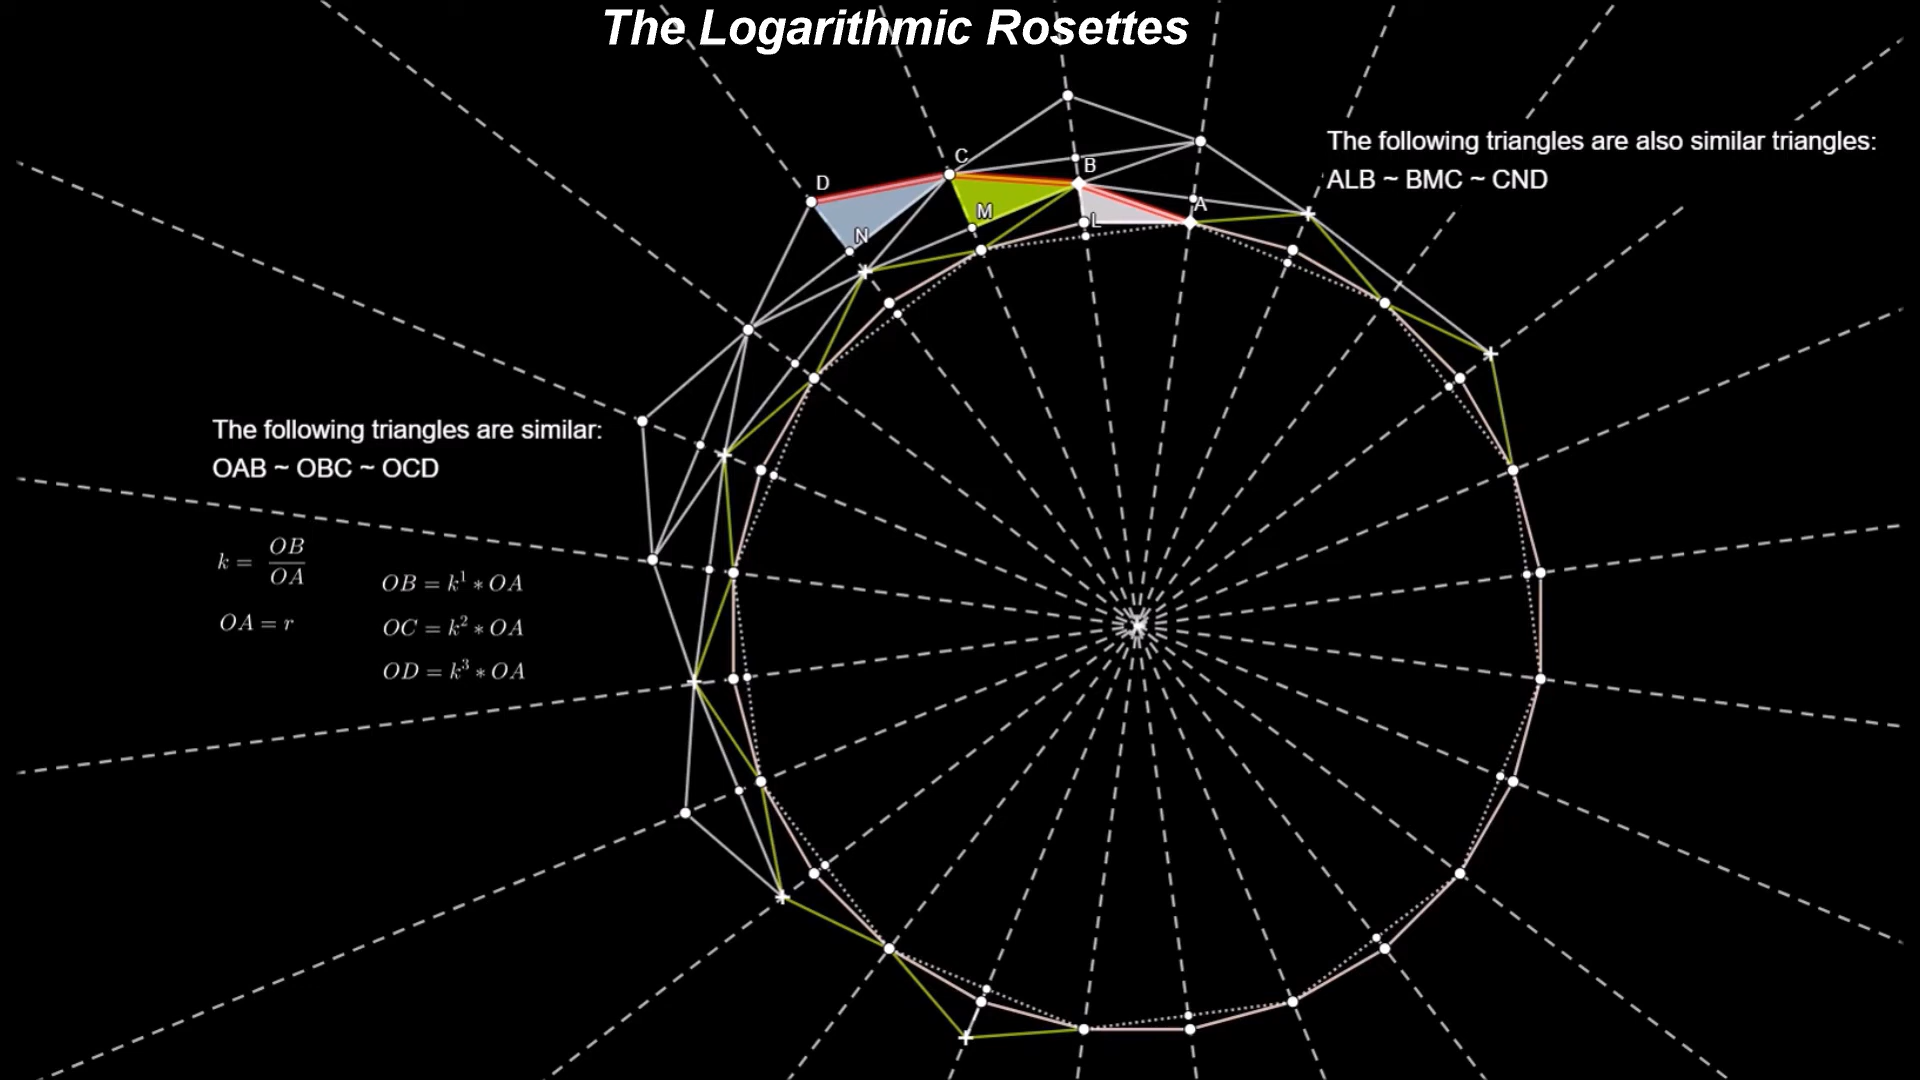 The Logarithmic Rosettes
The following triangles are also similar triangles:
ALB ~ BMC ~ CND
C
B
D
A
M
L
N
The following triangles are similar:
OAB ~ OBC ~ OCD
k = OB / OA
OB = k¹ * OA
OA = r
OC = k² * OA
OD = k³ * OA